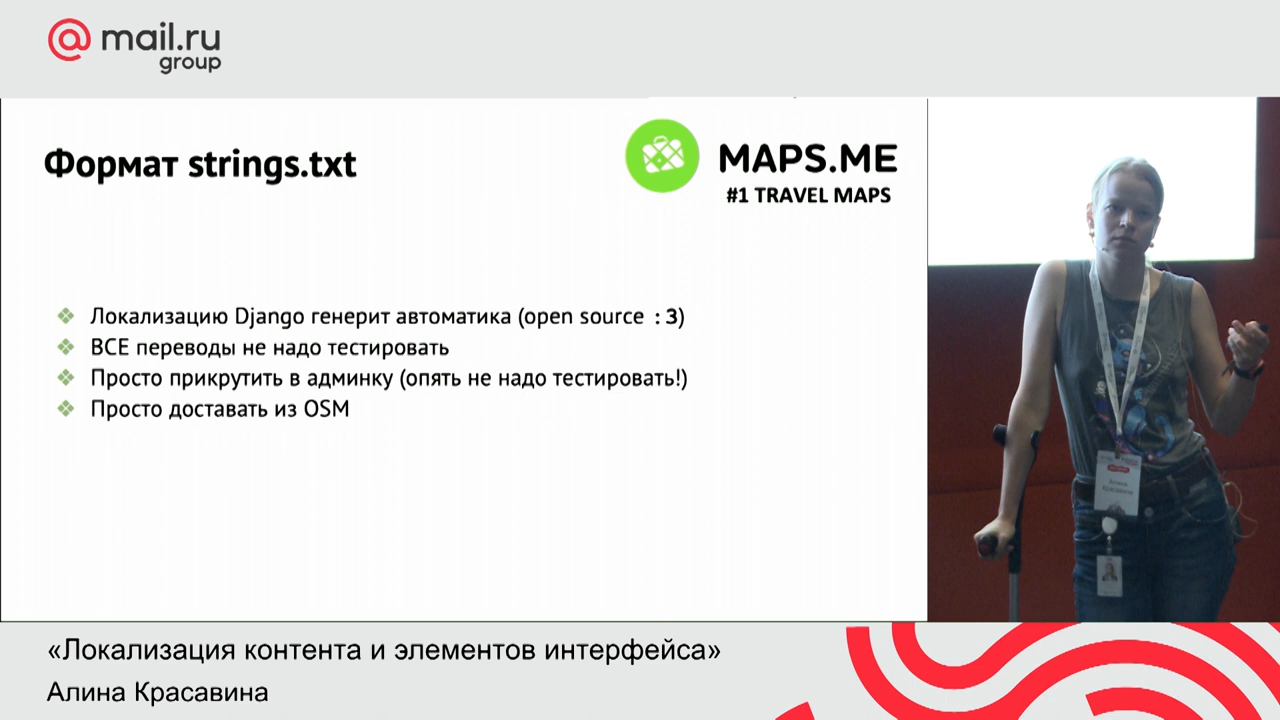 mail.ru
group
Формат strings.txt
MAPS.ME
#1 TRAVEL MAPS
Локализацию Django генерит автоматика (open source :3)
ВСЕ переводы не надо тестировать
Просто прикрутить в админку (опять не надо тестировать!)
Просто доставать из OSM
Алина
Красавина
«Локализация контента и элементов интерфейса»
Алина Красавина